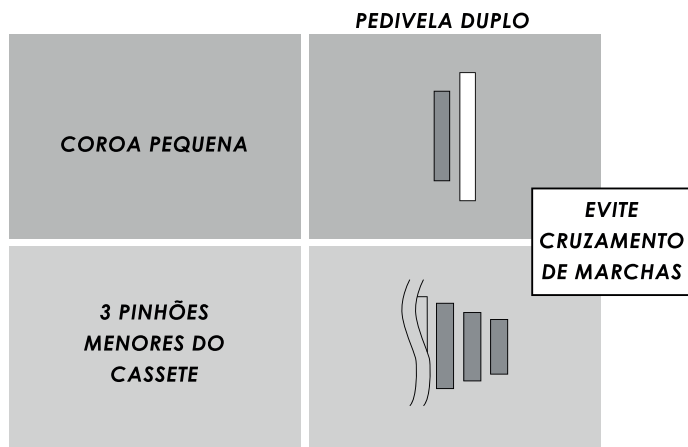 PEDIVELA DUPLO
COROA PEQUENA
EVITE
CRUZAMENTO
DE MARCHAS
3 PINHÕES
MENORES DO
CASSETE